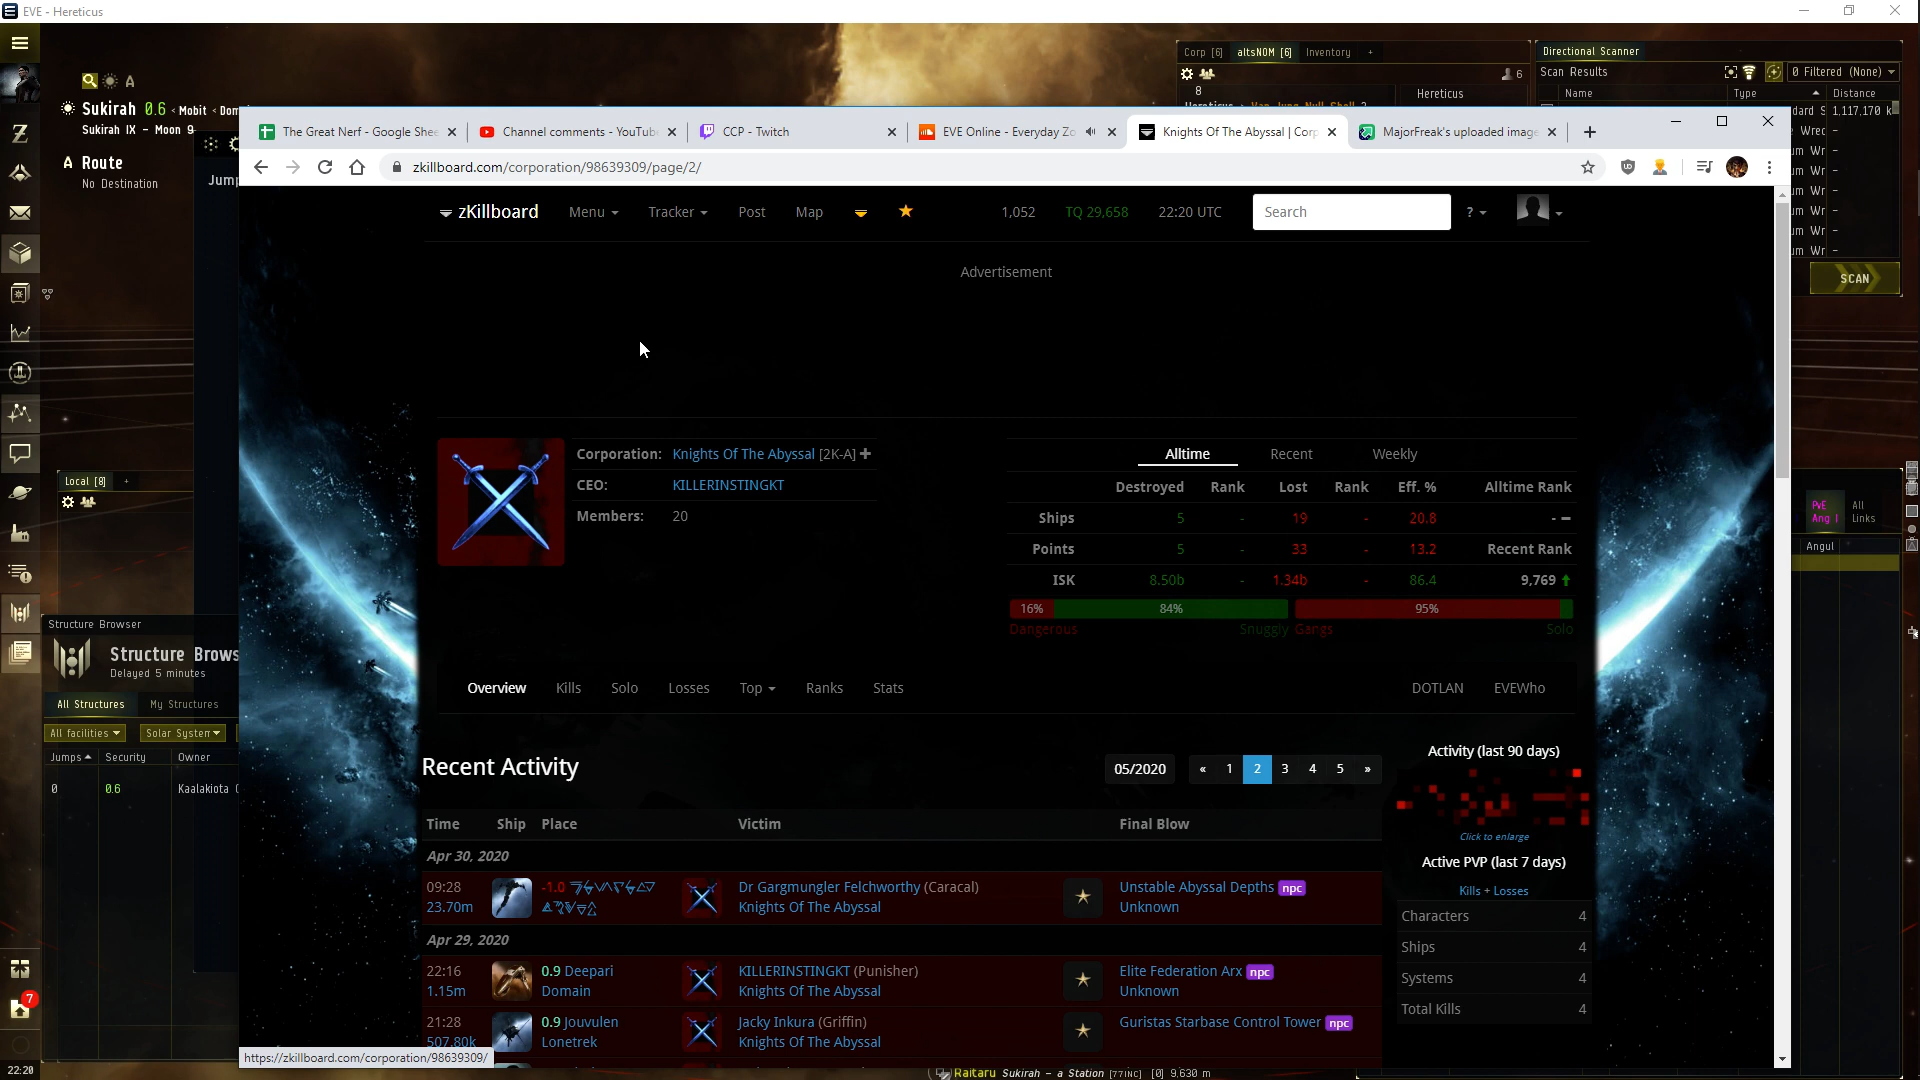 EVE - Hereticus
Sukirah 0.6 < Mobit < Dom
Sukirah IX - Moon 9
Route
No Destination
Corp [6] altsNOM [6] Inventory +
6
8
Hereticus
Directional Scanner
Scan Results
0 Filtered (None)
Name Type Distance
1,117,170
SCAN
The Great Nerf - Google Shee
Channel comments - YouTub
CCP - Twitch
EVE Online - Everyday Zo
Knights Of The Abyssal | Corp
MajorFreak's uploaded image
zkillboard.com/corporation/98639309/page/2/
zKillboard Menu Tracker Post Map 1,052 TQ 29,658 22:20 UTC Search ?
Advertisement
Corporation: Knights Of The Abyssal [2K-A]
CEO: KILLERINSTINGKT
Members: 20
Alltime Recent Weekly
Destroyed Rank Lost Rank Eff. % Alltime Rank
Ships 5 - 19 - 20.8 - -
Points 5 - 33 - 13.2 Recent Rank
ISK 8.50b - 1.34b - 86.4 9,769
16% 84% 95%
Dangerous Snuggly Gangs Solo
Overview Kills Solo Losses Top Ranks Stats DOTLAN EVEWho
Recent Activity
05/2020 « 1 2 3 4 5 »
Time Ship Place Victim Final Blow
Apr 30, 2020
09:28 -1.0 Dr Gargmungler Felchworthy (Caracal) Unstable Abyssal Depths npc
23.70m Knights Of The Abyssal Unknown
Apr 29, 2020
22:16 0.9 Deepari KILLERINSTINGKT (Punisher) Elite Federation Arx npc
1.15m Domain Knights Of The Abyssal Unknown
21:28 0.9 Jouvulen Jacky Inkura (Griffin) Guristas Starbase Control Tower npc
507.80k Lonetrek Knights Of The Abyssal
Activity (last 90 days)
Click to enlarge
Active PVP (last 7 days)
Kills + Losses
Characters 4
Ships 4
Systems 4
Total Kills 4
https://zkillboard.com/corporation/98639309/
Local [8] +
Structure Browser
Structure Brows
Delayed 5 minutes
All Structures My Structures
All facilities Solar System
Jumps Security Owner
0 0.6 Kaalakiota
PvE
Ang
All
Links
Angul
7
22:20
Raitaru Sukirah - a Station [77INC] [0] 9,630 m